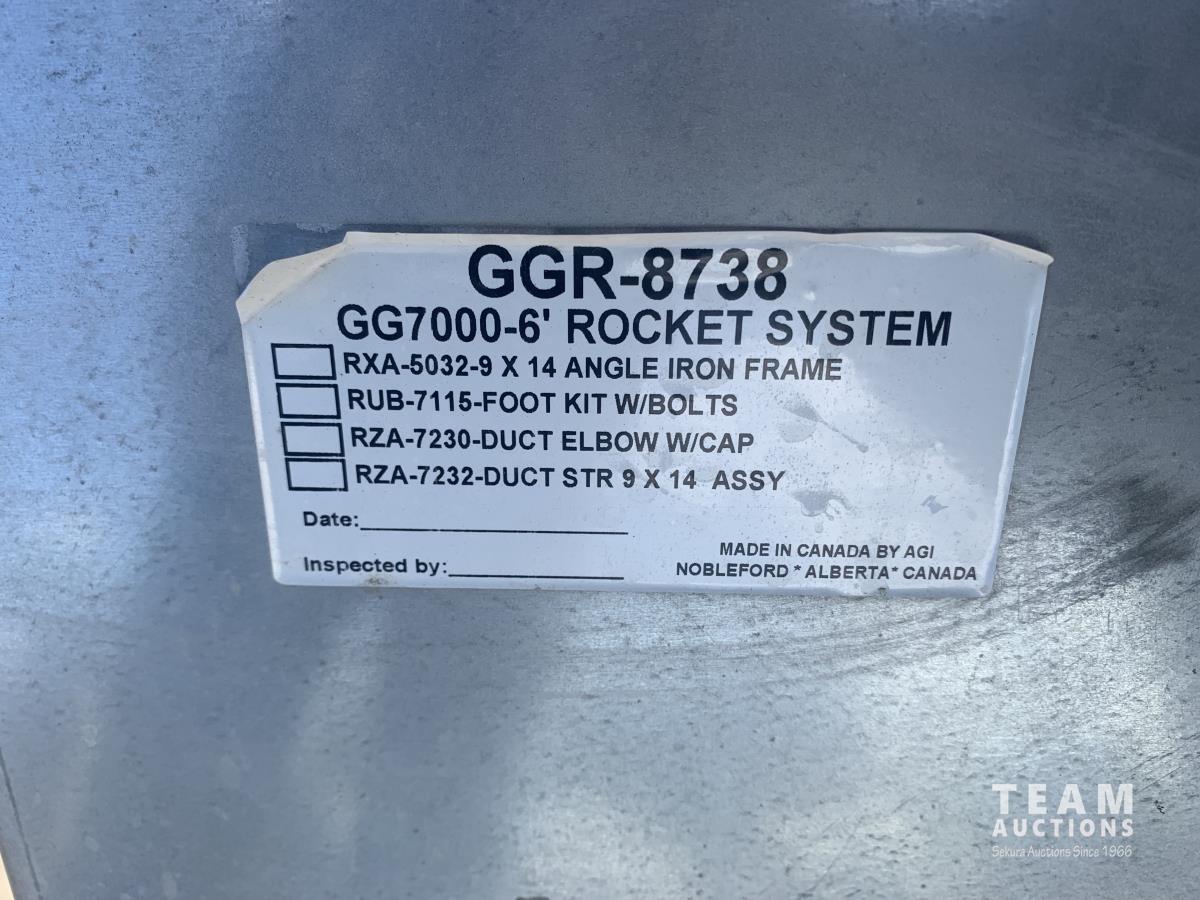 GGR-8738
GG7000-6' ROCKET SYSTEM
RXA-5032-9 X 14 ANGLE IRON FRAME
RUB-7115-FOOT KIT W/BOLTS
RZA-7230-DUCT ELBOW W/CAP
RZA-7232-DUCT STR 9 X 14 ASSY
Date:
Inspected by:
MADE IN CANADA BY AGI
NOBLEFORD * ALBERTA* CANADA
TEAM
AUCTIONS
Sekura Auctions Since 1966